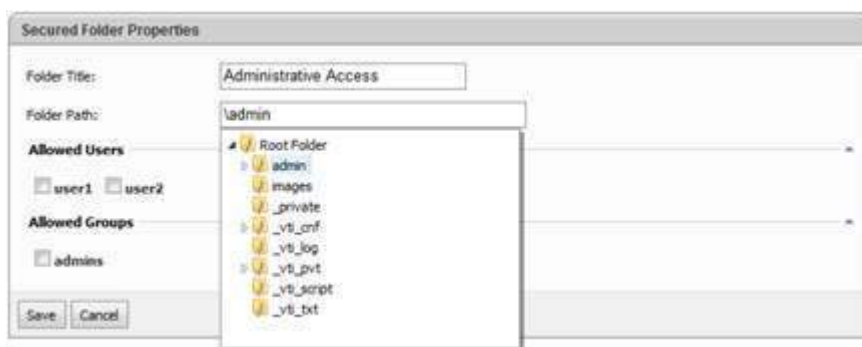 Secured Folder Properties
Folder Title: Administrative Access
Folder Path: \admin
Root Folder
admin
images
_private
_vti_cnf
_vti_log
_vti_pvt
_vti_script
_vti_txt
Allowed Users
user1 user2
Allowed Groups
admins
Save Cancel